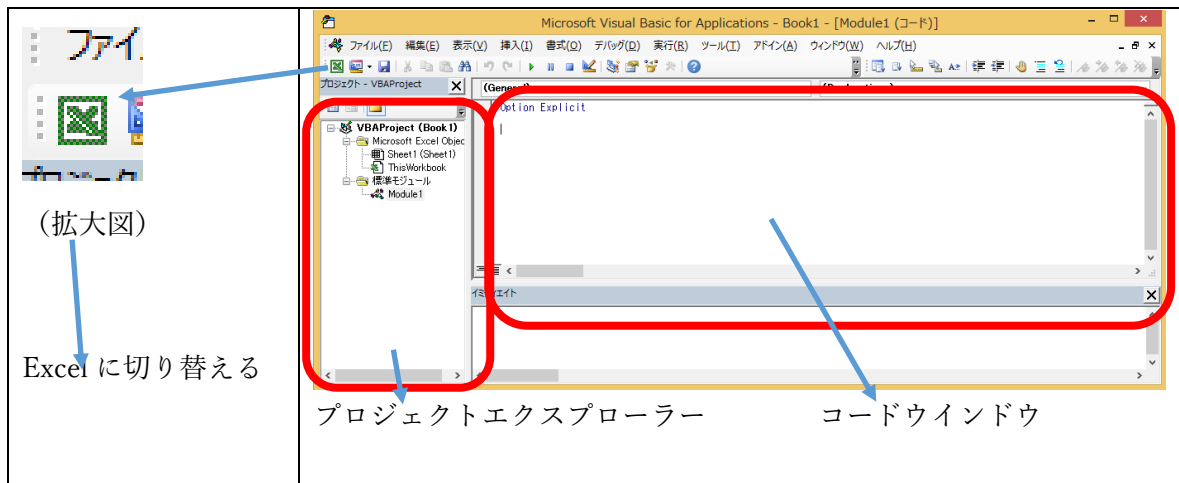 ファイ
プロジェク
(拡大図)
Excel に切り替える
Microsoft Visual Basic for Applications - Book1 - [Module1 (コード)]
ファイル(F) 編集(E) 表示(V) 挿入(I) 書式(O) デバッグ(D) 実行(R) ツール(T) アドイン(A) ウィンドウ(W) ヘルプ(H)
プロジェクト - VBAProject
(General)
Option Explicit
VBAProject (Book1)
Microsoft Excel Objec
Sheet1 (Sheet1)
ThisWorkbook
標準モジュール
Module1
イミディエイト
プロジェクトエクスプローラー
コードウインドウ